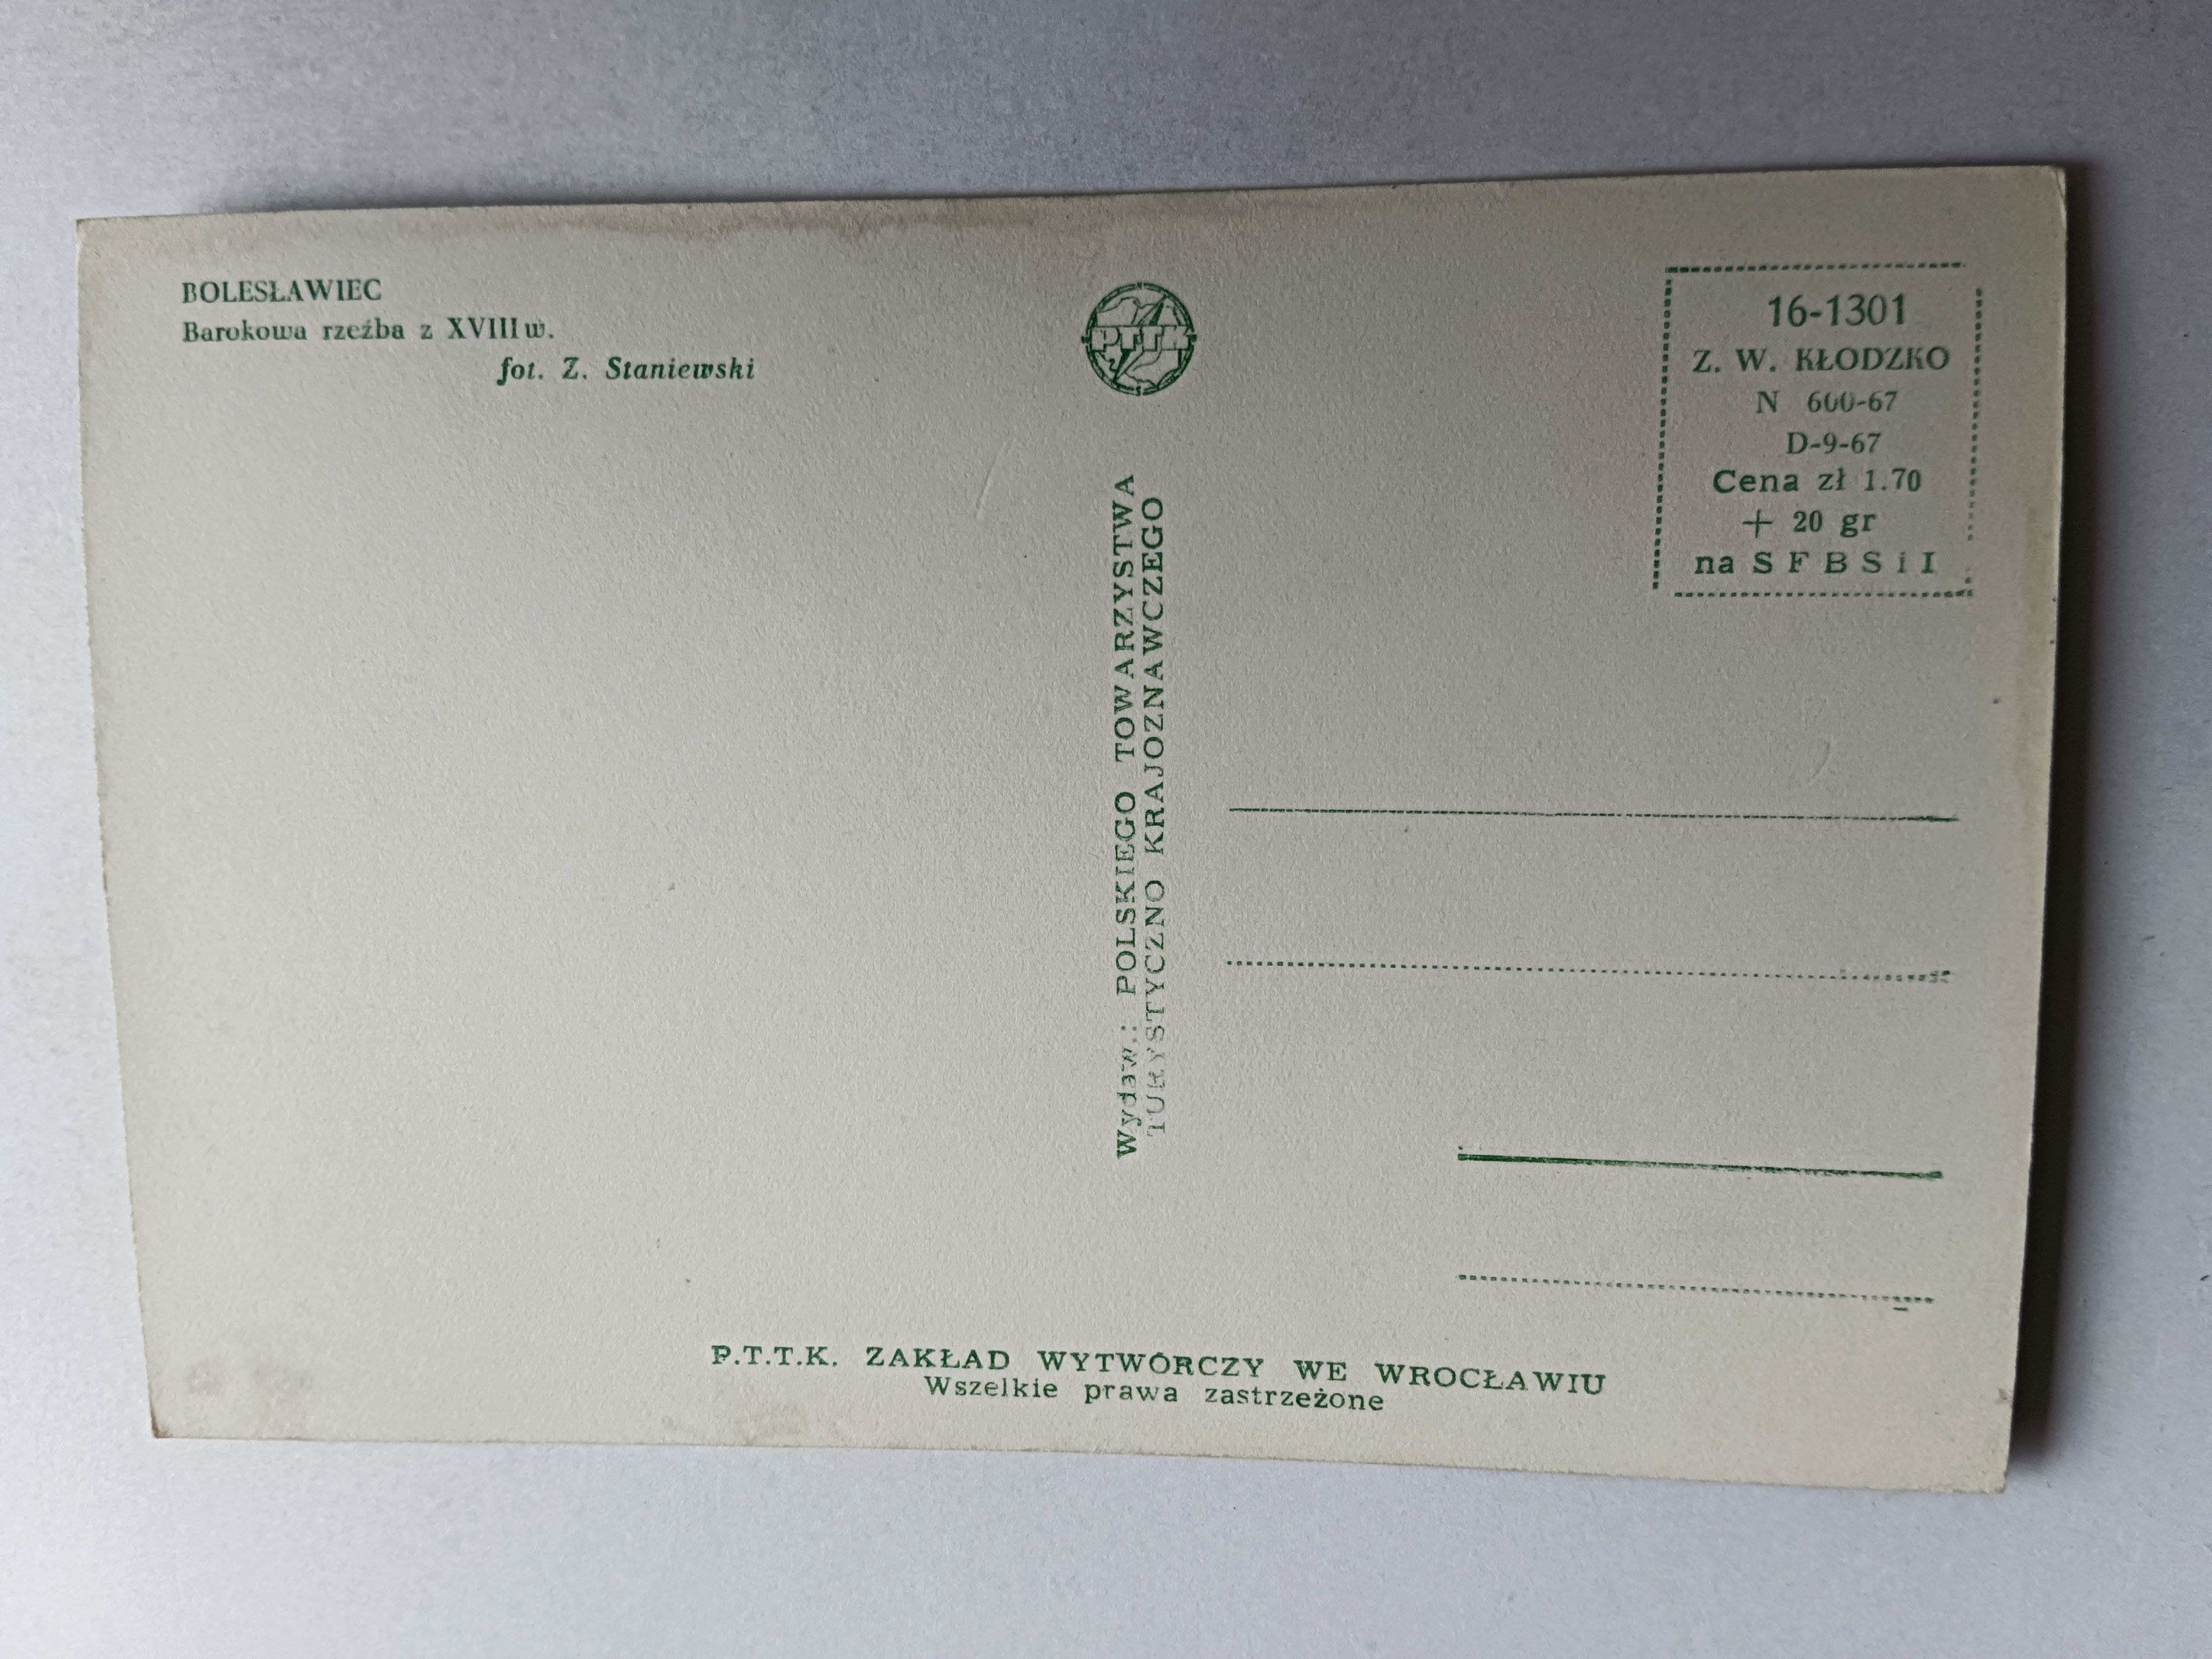 BOLESŁAWIEC
Barokowa rzeźba z XVIII w.
fot. Z. Staniewski
PTTK
16-1301
Z. W. KŁODZKO
N 600-67
D-9-67
Cena zł 1.70
+ 20 gr
na S F B S i I
Wydaw.: POLSKIEGO TOWARZYSTWA
TURYSTYCZNO KRAJOZNAWCZEGO
P.T.T.K. ZAKŁAD WYTWÓRCZY WE WROCŁAWIU
Wszelkie prawa zastrzeżone